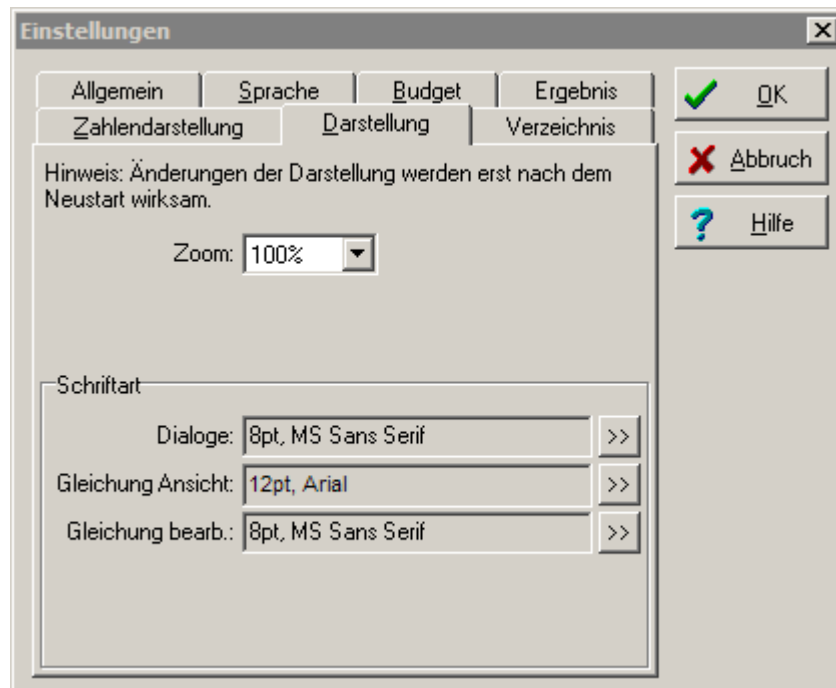 Einstellungen
Allgemein Sprache Budget Ergebnis
Zahlendarstellung Darstellung Verzeichnis
Hinweis: Änderungen der Darstellung werden erst nach dem
Neustart wirksam.
Zoom: 100%
Schriftart
Dialoge: 8pt, MS Sans Serif >>
Gleichung Ansicht: 12pt, Arial >>
Gleichung bearb.: 8pt, MS Sans Serif >>
OK
Abbruch
? Hilfe